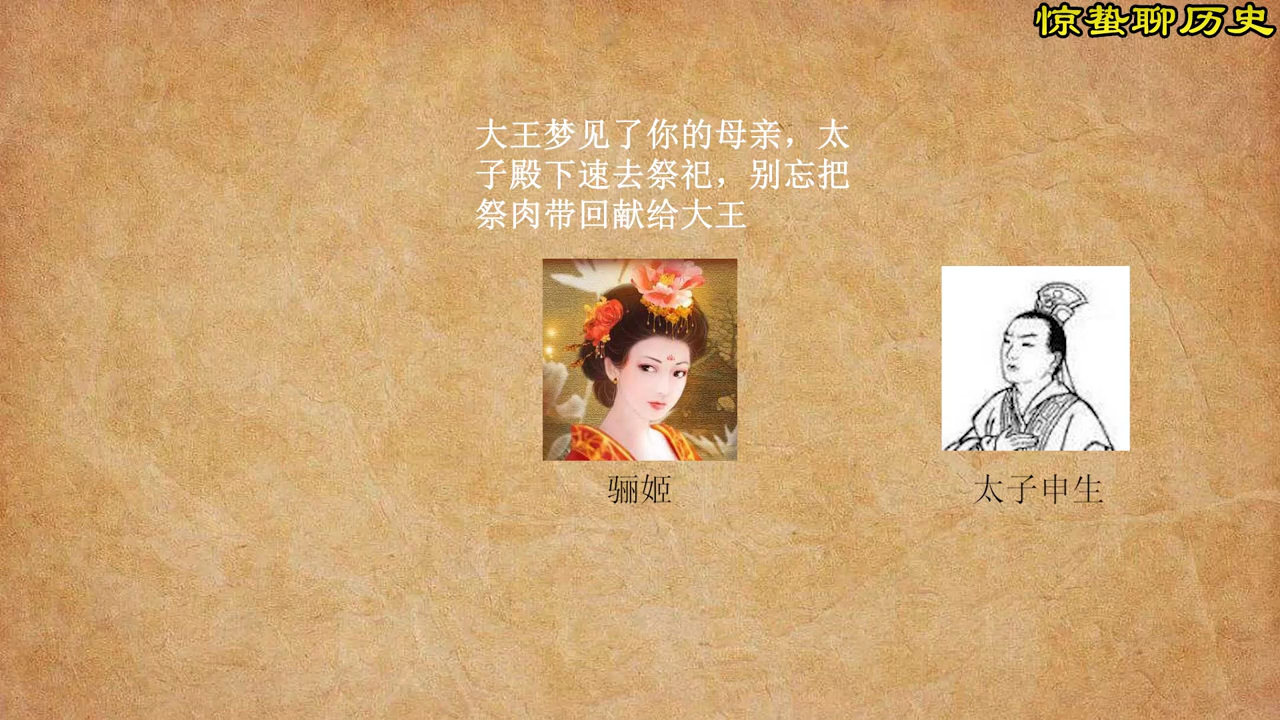 惊蛰聊历史
大王梦见了你的母亲，太
子殿下速去祭祀，别忘把
祭肉带回献给大王
骊姬
太子申生